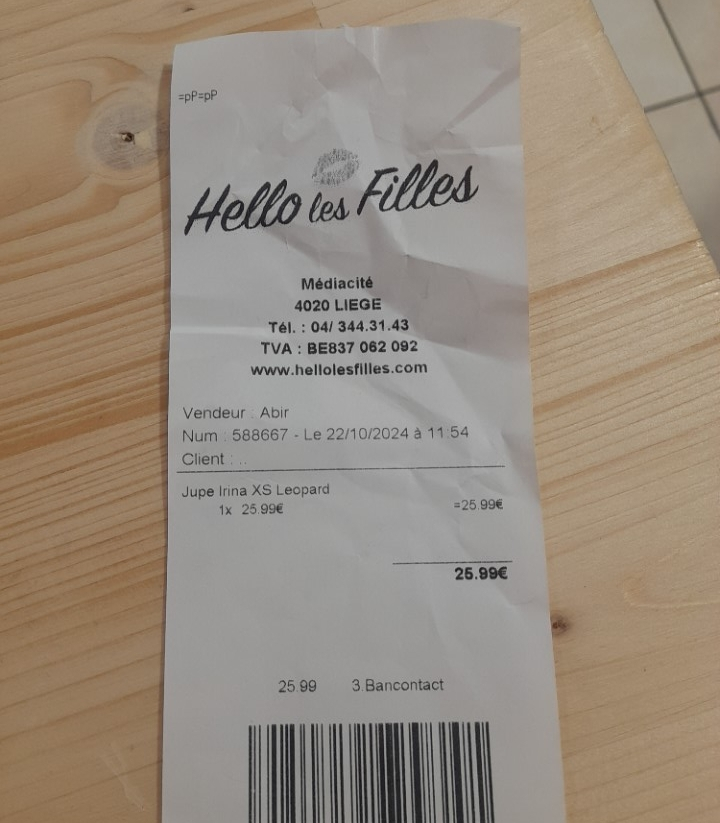 =pP=pP
Hello les Filles
Médiacité
4020 LIEGE
Tél. : 04/ 344.31.43
TVA : BE837 062 092
www.hellolesfilles.com
Vendeur : Abir
Num : 588667 - Le 22/10/2024 à 11:54
Client : ..
Jupe Irina XS Leopard
1x 25.99€ =25.99€
25.99€
25.99 3.Bancontact